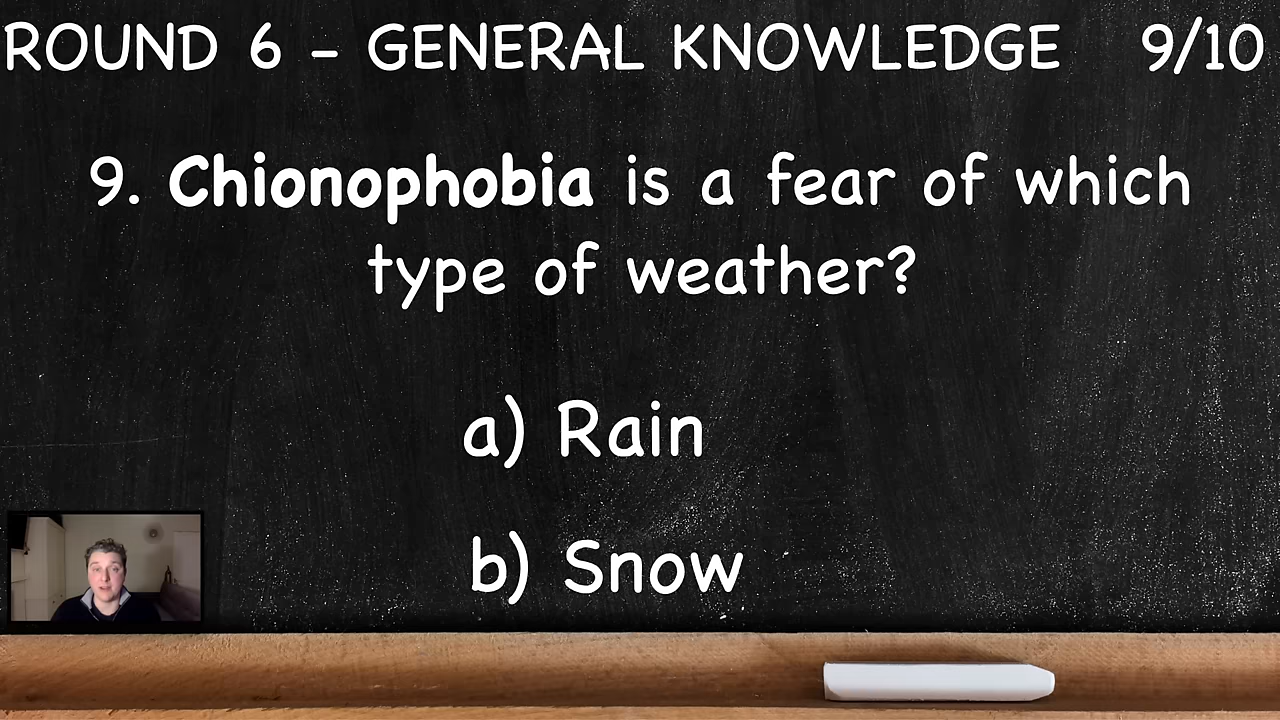 ROUND 6 - GENERAL KNOWLEDGE 9/10
9. Chionophobia is a fear of which
type of weather?
a) Rain
b) Snow